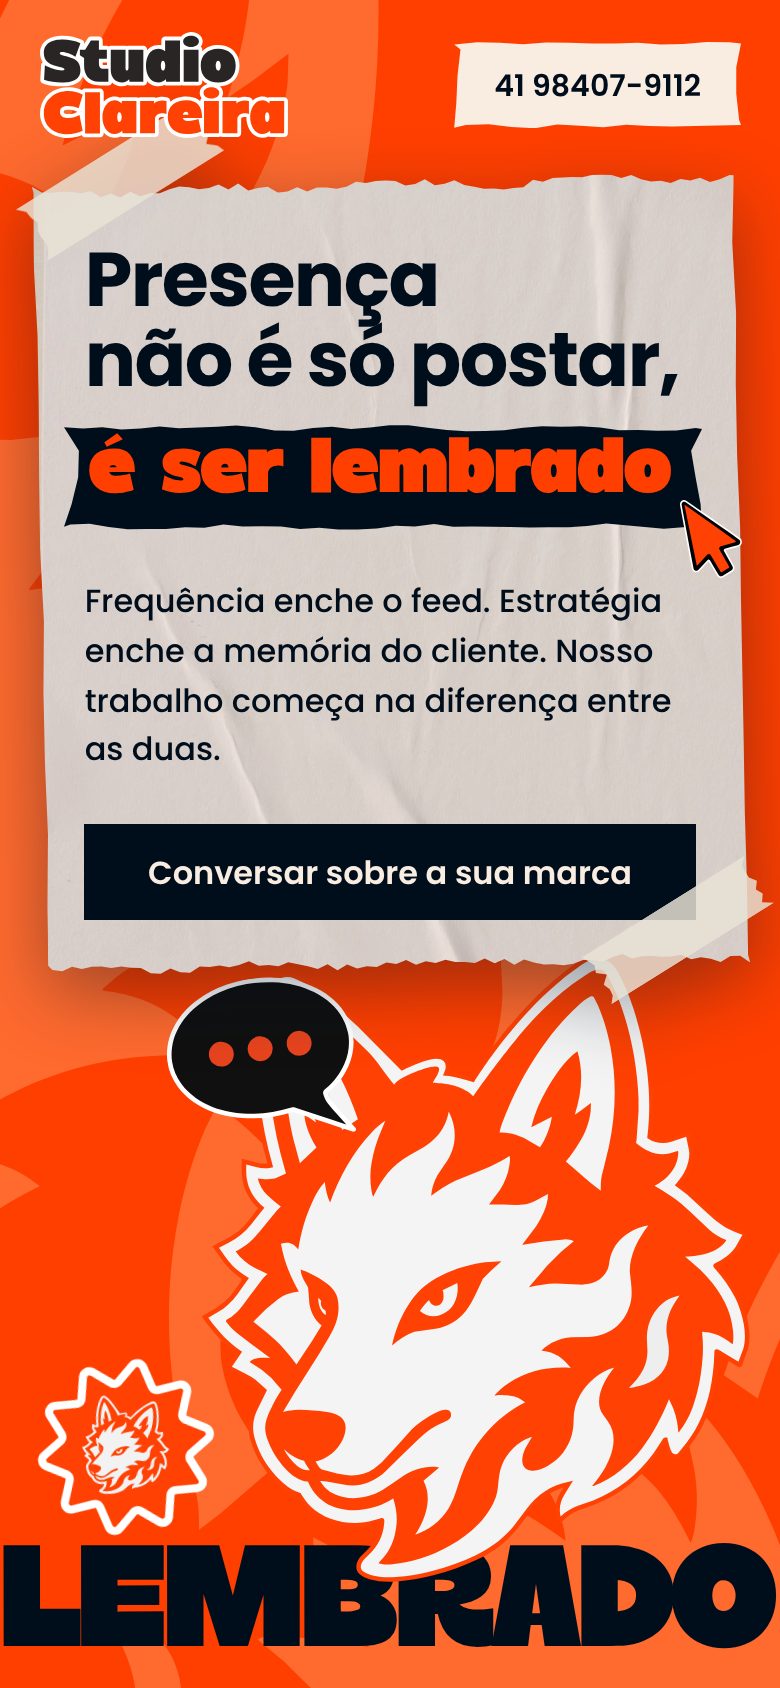 Studio
Clareira
41 98407-9112
Presença
não é só postar,
é ser lembrado
Frequência enche o feed. Estratégia
enche a memória do cliente. Nosso
trabalho começa na diferença entre
as duas.
Conversar sobre a sua marca
LEMBRADO